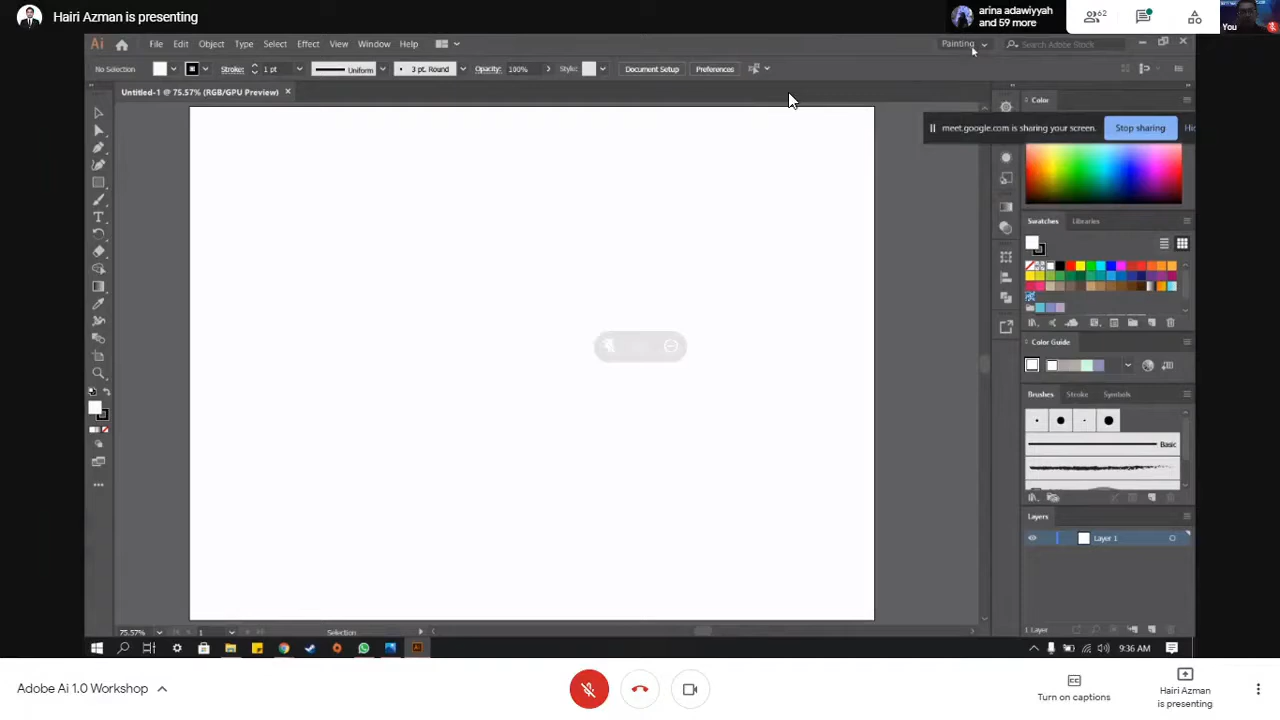 Hairi Azman is presenting
arina adawiyyah
and 59 more
62
You
Ai File Edit Object Type Select Effect View Window Help
Painting
Search Adobe Stock
No Selection Stroke: 1 pt Uniform 3 pt. Round Opacity: 100% Style: Document Setup Preferences
Untitled-1 @ 75.57% (RGB/GPU Preview) ×
Color
meet.google.com is sharing your screen. Stop sharing
Swatches Libraries
Color Guide
Brushes Stroke Symbols
Basic
Layers
Layer 1
75.57% 1 Selection
1 Layer
9:36 AM
Adobe Ai 1.0 Workshop
Turn on captions
Hairi Azman
is presenting